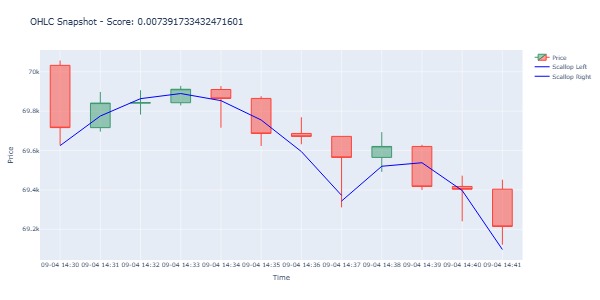 OHLC Snapshot - Score: 0.007391733432471601
Price
Scallop Left
Scallop Right
70k
69.8k
69.6k
69.4k
69.2k
Price
09-04 14:30 09-04 14:31 09-04 14:32 09-04 14:33 09-04 14:34 09-04 14:35 09-04 14:36 09-04 14:37 09-04 14:38 09-04 14:39 09-04 14:40 09-04 14:41
Time